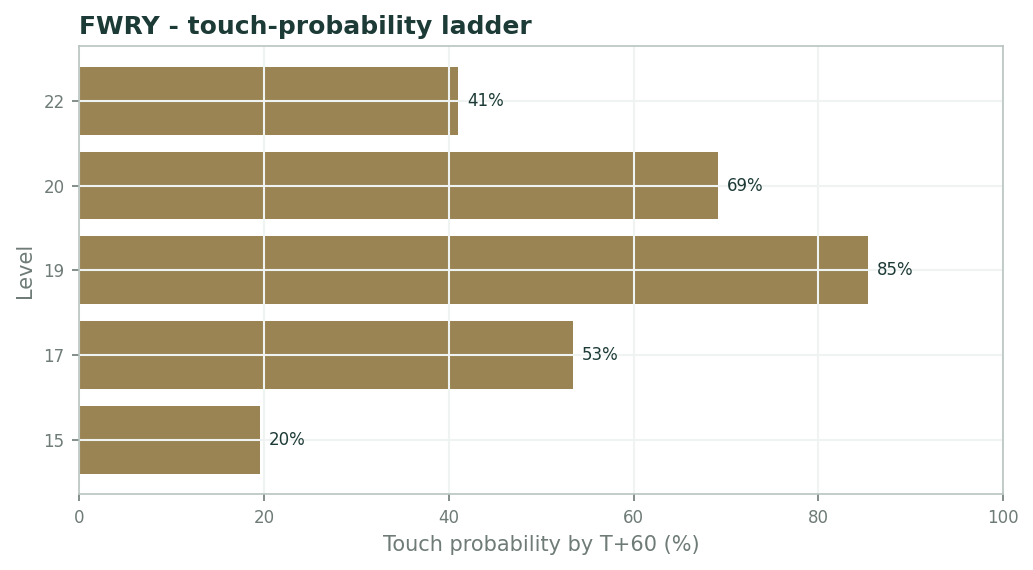 FWRY - touch-probability ladder
Level
22
41%
20
69%
19
85%
17
53%
15
20%
0 20 40 60 80 100
Touch probability by T+60 (%)